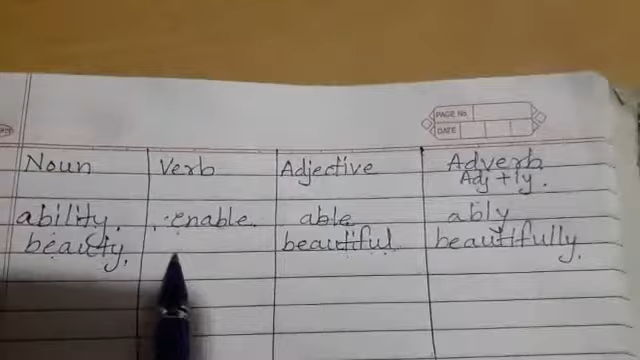 PAGE No.
DATE
Noun Verb Adjective Adverb
Adj + ly.
ability. enable. able ably
beauty. beautiful beautifully.